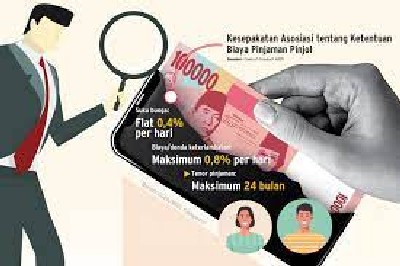 Kesepakatan Asosiasi tentang Ketentuan
Biaya Pinjaman Pinjol
100000
Suku bunga:
Flat 0,4%
per hari
Biaya/denda keterlambatan:
Maksimum 0,8% per hari
Tenor pinjaman:
Maksimum 24 bulan